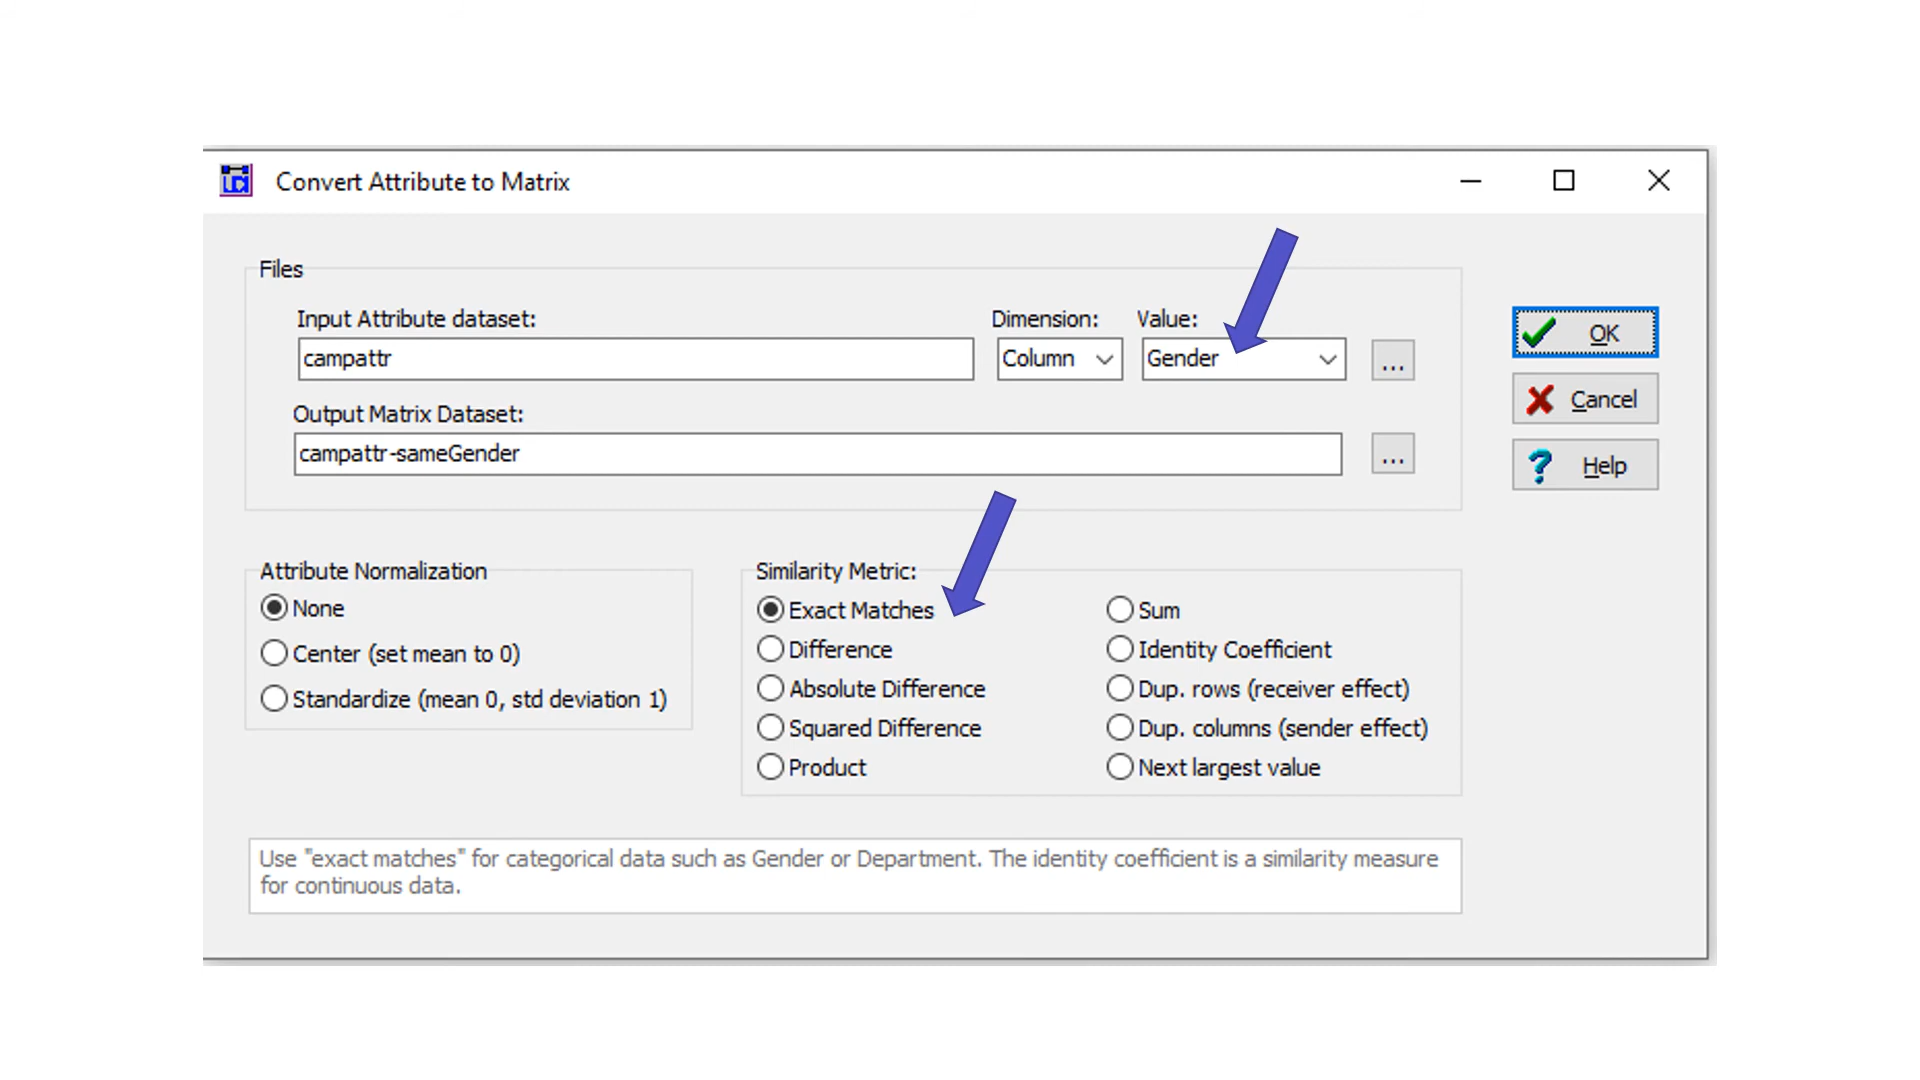 Convert Attribute to Matrix
Files
Input Attribute dataset:
Dimension:
Value:
campattr
Column
Gender
...
Output Matrix Dataset:
campattr-sameGender
...
OK
Cancel
Help
Attribute Normalization
None
Center (set mean to 0)
Standardize (mean 0, std deviation 1)
Similarity Metric:
Exact Matches
Difference
Absolute Difference
Squared Difference
Product
Sum
Identity Coefficient
Dup. rows (receiver effect)
Dup. columns (sender effect)
Next largest value
Use "exact matches" for categorical data such as Gender or Department. The identity coefficient is a similarity measure
for continuous data.